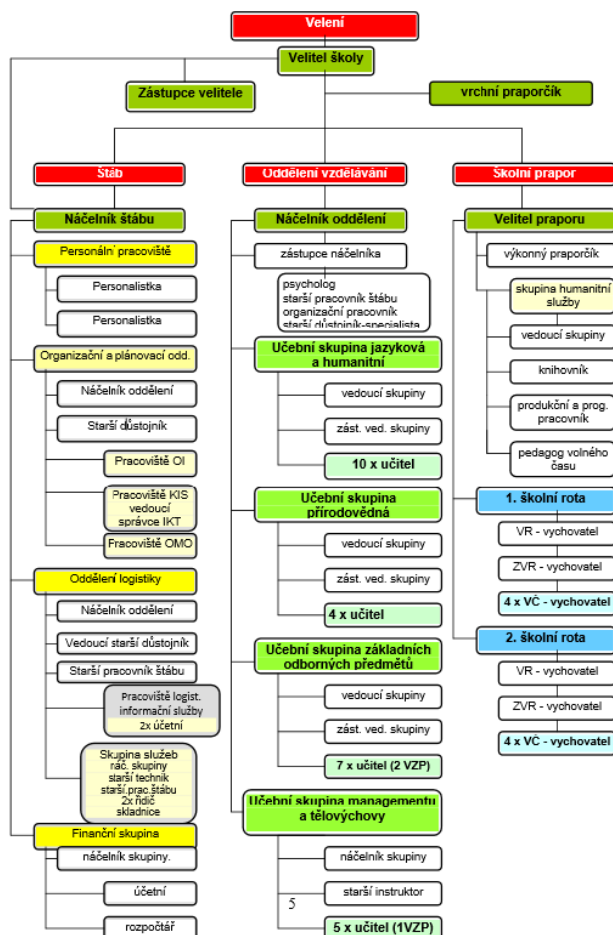 Velení
Velitel školy
Zástupce velitele
vrchní praporčík
Štáb
Náčelník štábu
Personální pracoviště
Personalistka
Personalistka
Organizační a plánovací odd.
Náčelník oddělení
Starší důstojník
Pracoviště OI
Pracoviště KIS
vedoucí
správce IKT
Pracoviště OMO
Oddělení logistiky
Náčelník oddělení
Vedoucí starší důstojník
Starší pracovník štábu
Pracoviště logist.
informační služby
2x účetní
Skupina služeb
ráč. skupiny
starší technik
starší.prac.štábu
2x řidič
skladnice
Finanční skupina
náčelník skupiny.
účetní
rozpočtář
Oddělení vzdělávání
Náčelník oddělení
zástupce náčelníka
psycholog
starší pracovník štábu
organizační pracovník
starší důstojník-specialista
Učební skupina jazyková
a humanitní
vedoucí skupiny
zást. ved. skupiny
10 x učitel
Učební skupina
přírodovědná
vedoucí skupiny
zást. ved. skupiny
4 x učitel
Učební skupina základních
odborných předmětů
vedoucí skupiny
zást. ved. skupiny
7 x učitel (2 VZP)
Učební skupina managementu
a tělovýchovy
náčelník skupiny
starší instruktor
5 x učitel (1VZP)
Školní prapor
Velitel praporu
výkonný praporčík
skupina humanitní
služby
vedoucí skupiny
knihovník
produkční a prog.
pracovník
pedagog volného
času
1. školní rota
VR - vychovatel
ZVR - vychovatel
4 x VČ - vychovatel
2. školní rota
VR - vychovatel
ZVR - vychovatel
4 x VČ - vychovatel
5